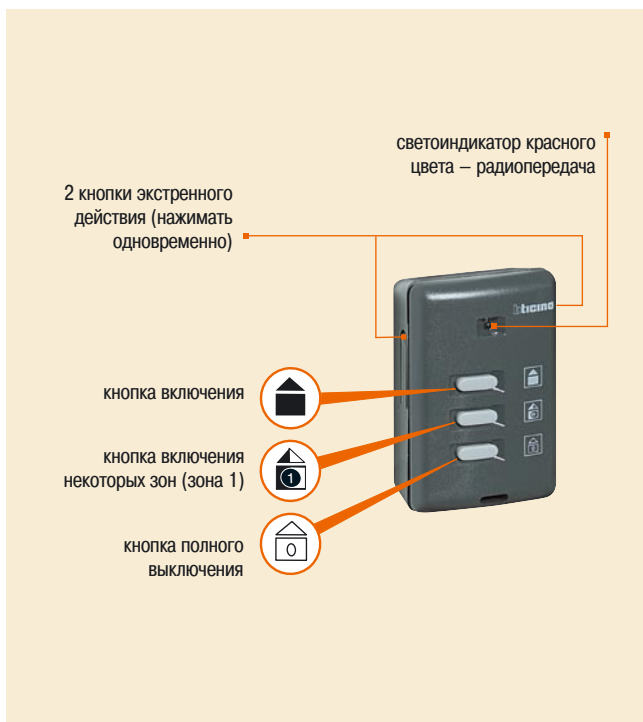 светоиндикатор красного
цвета – радиопередача
2 кнопки экстренного
действия (нажимать
одновременно)
bticino
кнопка включения
кнопка включения
некоторых зон (зона 1)
1
кнопка полного
выключения
0